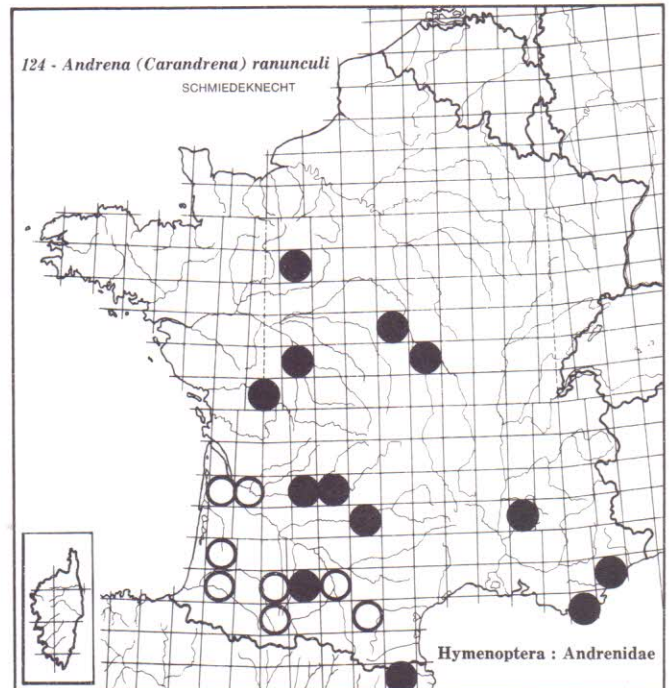 124 - Andrena (Carandrena) ranunculi
SCHMIEDEKNECHT
Hymenoptera : Andrenidae